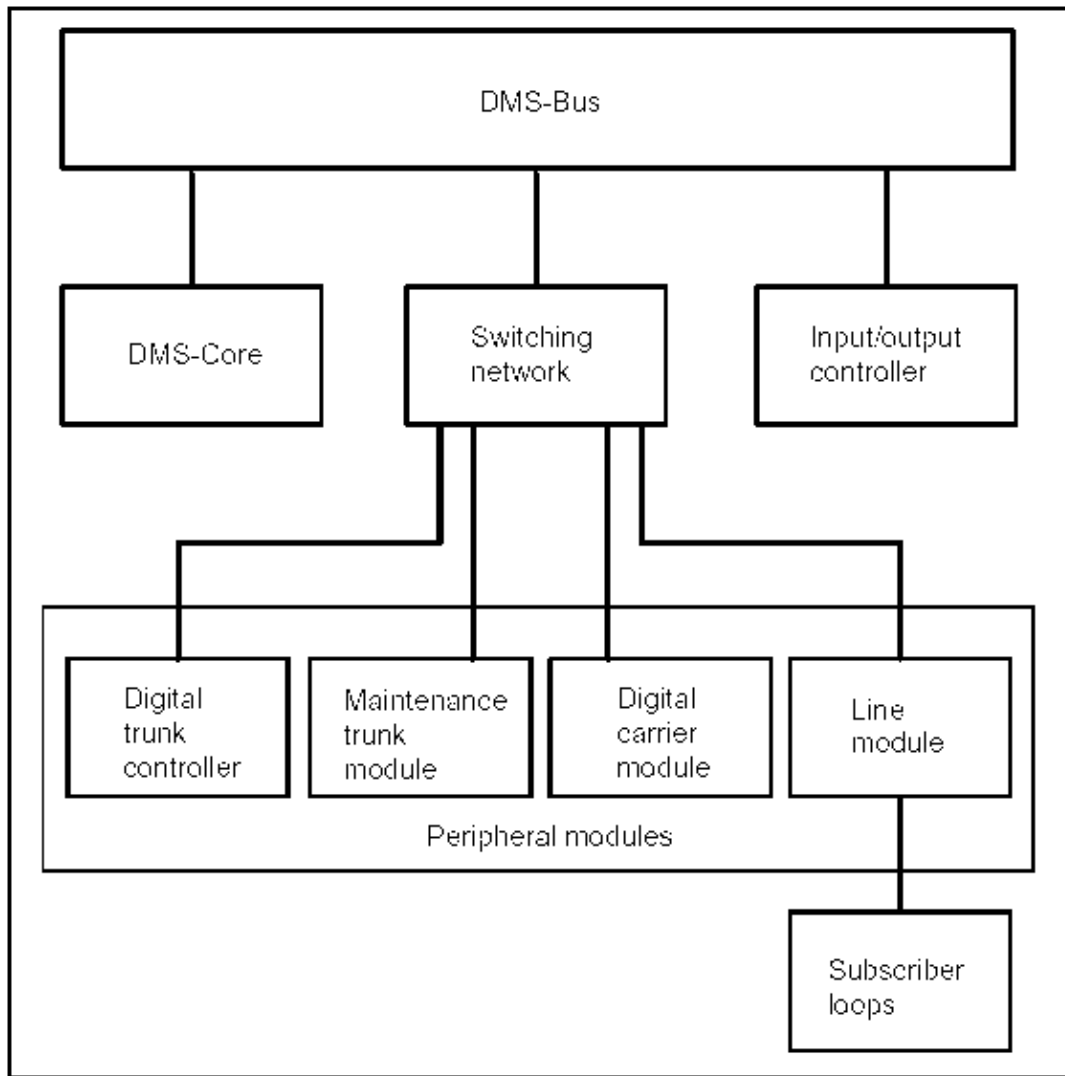 DMS-Bus
DMS-Core
Switching
network
Input/output
controller
Digital
trunk
controller
Maintenance
trunk
module
Digital
carrier
module
Line
module
Peripheral modules
Subscriber
loops